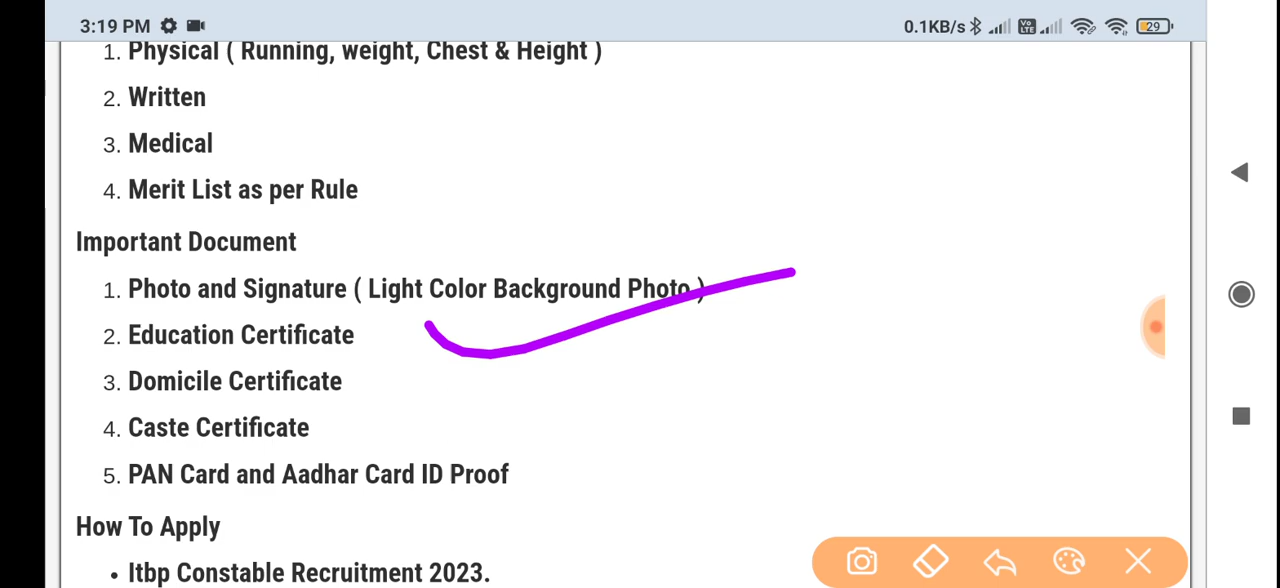 3:19 PM 0.1KB/s Vo LTE 29
1. Physical ( Running, weight, Chest & Height )
2. Written
3. Medical
4. Merit List as per Rule
Important Document
1. Photo and Signature ( Light Color Background Photo )
2. Education Certificate
3. Domicile Certificate
4. Caste Certificate
5. PAN Card and Aadhar Card ID Proof
How To Apply
• Itbp Constable Recruitment 2023.